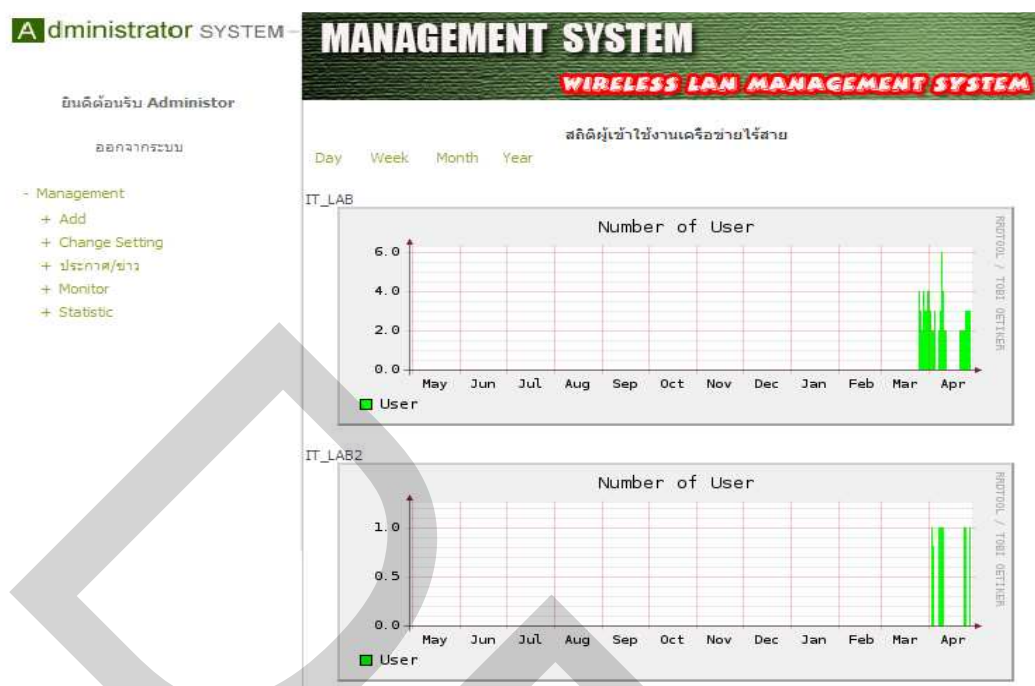 Administrator SYSTEM
ยินดีต้อนรับ Administor
ออกจากระบบ
- Management
+ Add
+ Change Setting
+ ประกาศ/ข่าว
+ Monitor
+ Statistic
MANAGEMENT SYSTEM
WIRELESS LAN MANAGEMENT SYSTEM
สถิติผู้เข้าใช้งานเครือข่ายไร้สาย
Day Week Month Year
IT_LAB
Number of User
6.0
4.0
2.0
0.0
May Jun Jul Aug Sep Oct Nov Dec Jan Feb Mar Apr
User
RRDTOOL / TOBI OETIKER
IT_LAB2
Number of User
1.0
0.5
0.0
May Jun Jul Aug Sep Oct Nov Dec Jan Feb Mar Apr
User
RRDTOOL / TOBI OETIKER